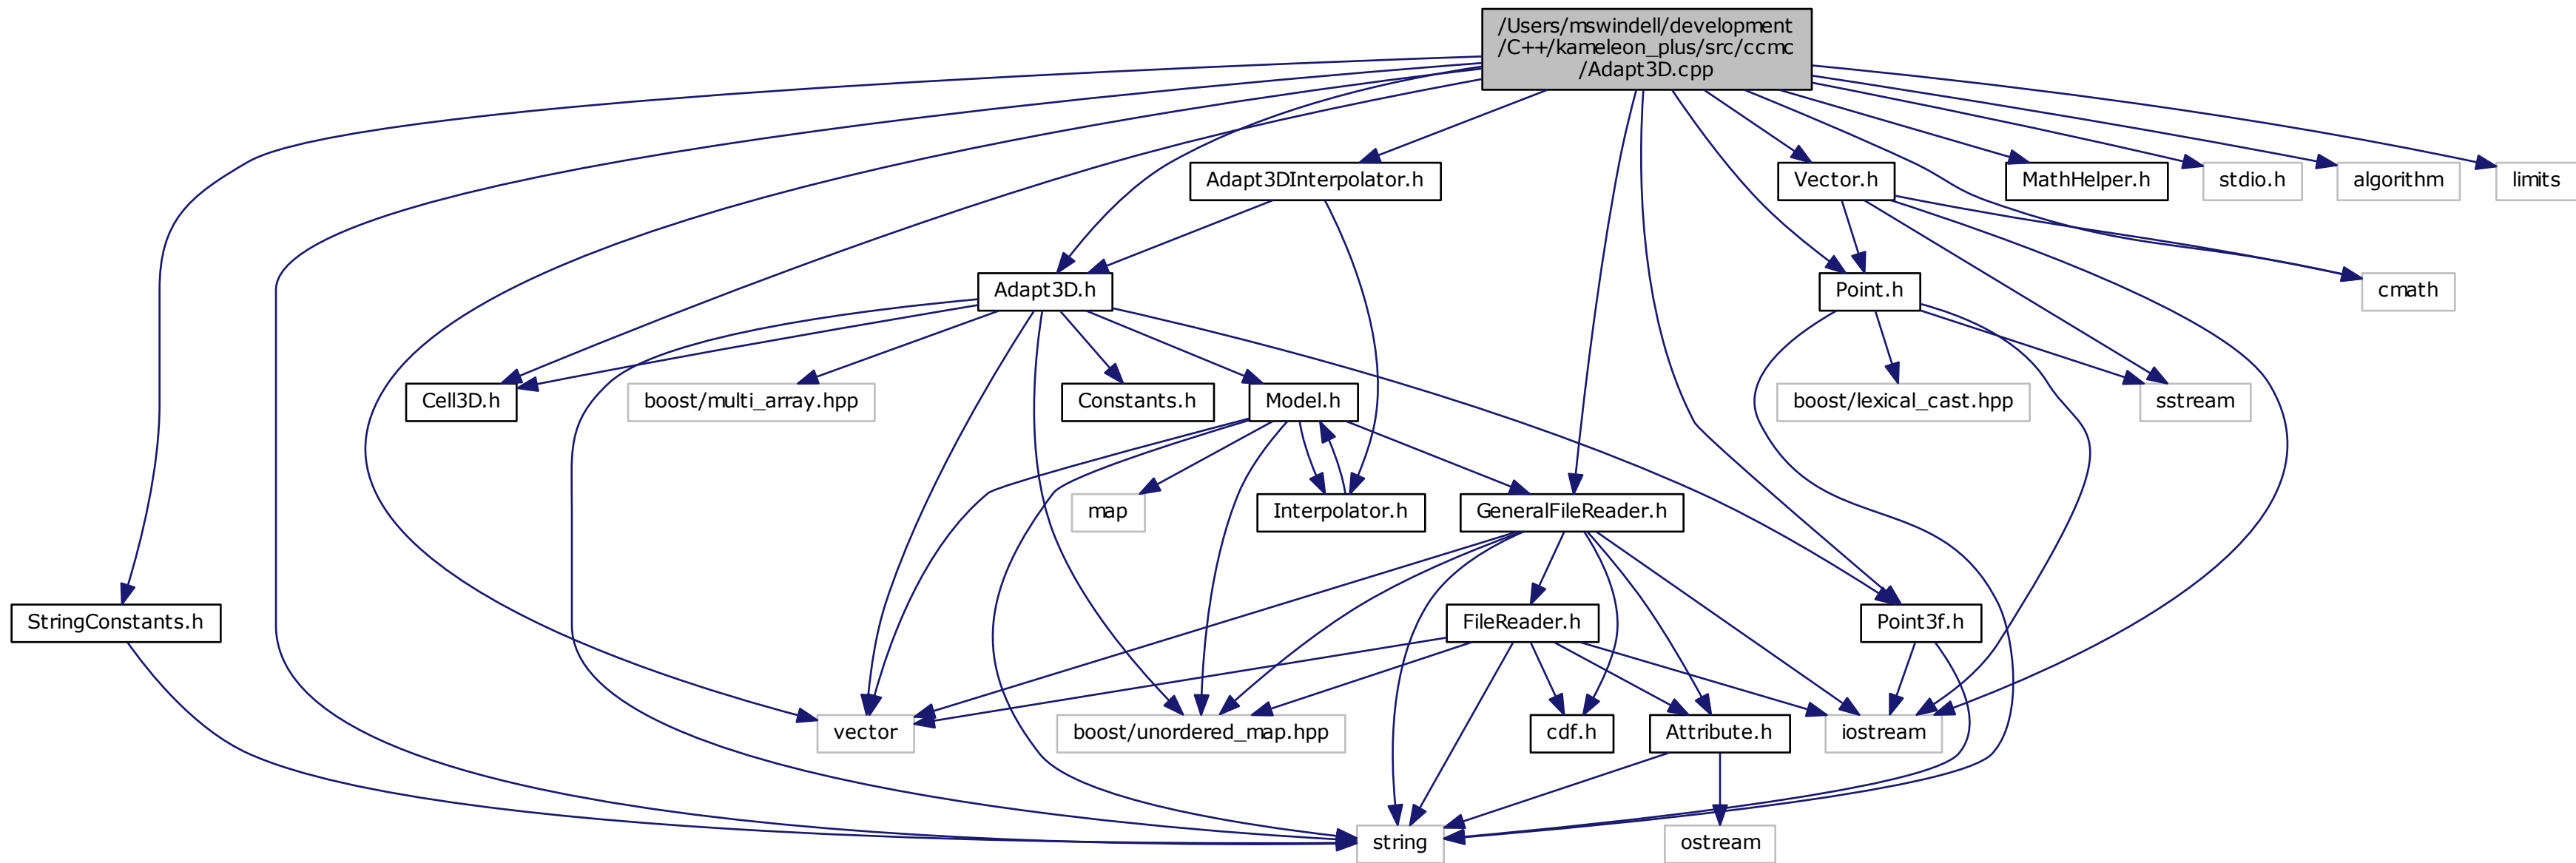 /Users/mswindell/development
/C++/kameleon_plus/src/ccmc
/Adapt3D.cpp
Adapt3DInterpolator.h
Vector.h
MathHelper.h
stdio.h
algorithm
limits
Adapt3D.h
Point.h
cmath
Cell3D.h
boost/multi_array.hpp
Constants.h
Model.h
boost/lexical_cast.hpp
sstream
map
Interpolator.h
GeneralFileReader.h
StringConstants.h
FileReader.h
Point3f.h
vector
boost/unordered_map.hpp
cdf.h
Attribute.h
iostream
string
ostream